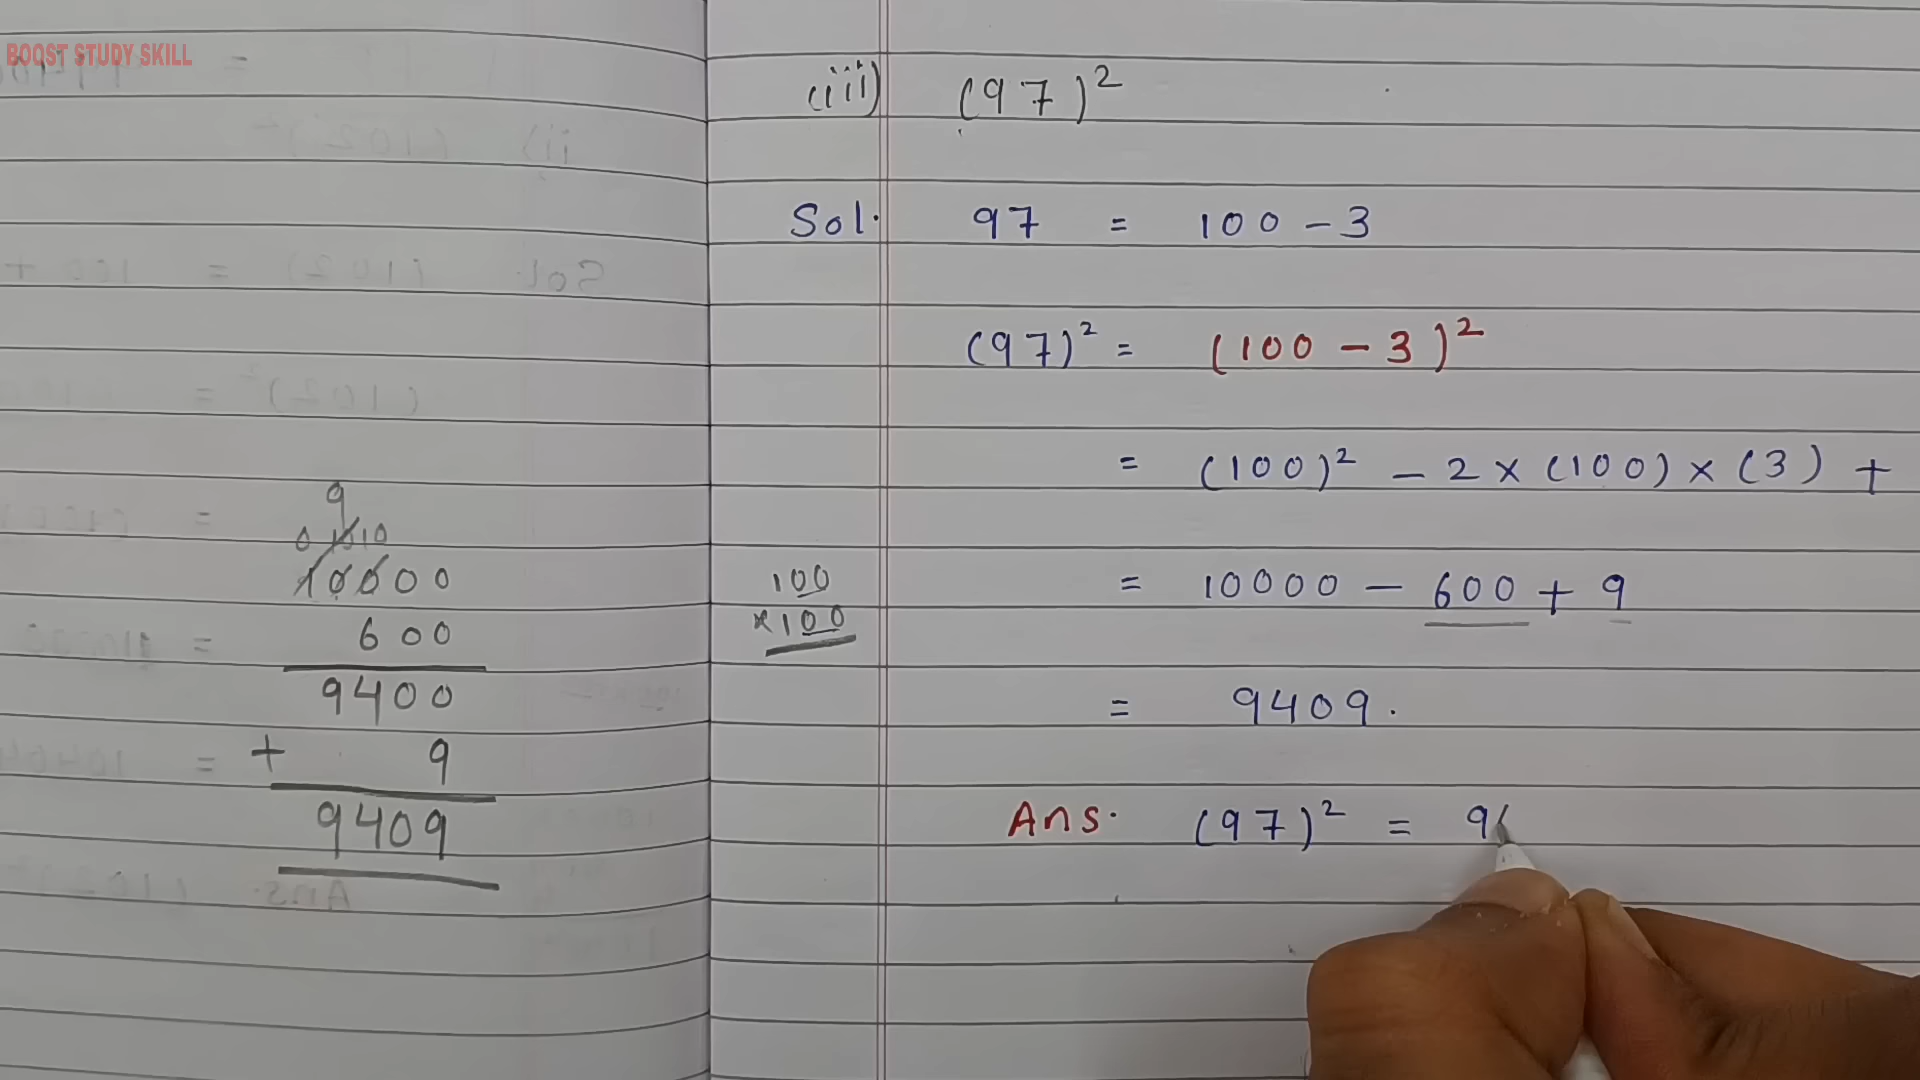 BOOST STUDY SKILL
(iii) (97)²
Sol. 97 = 100 - 3
(97)² = (100 - 3)²
= (100)² - 2 × (100) × (3) +
= 10000 - 600 + 9
= 9409.
Ans. (97)² = 9
100
×100
9
0 10 10
10000
600
9400
+ 9
9409